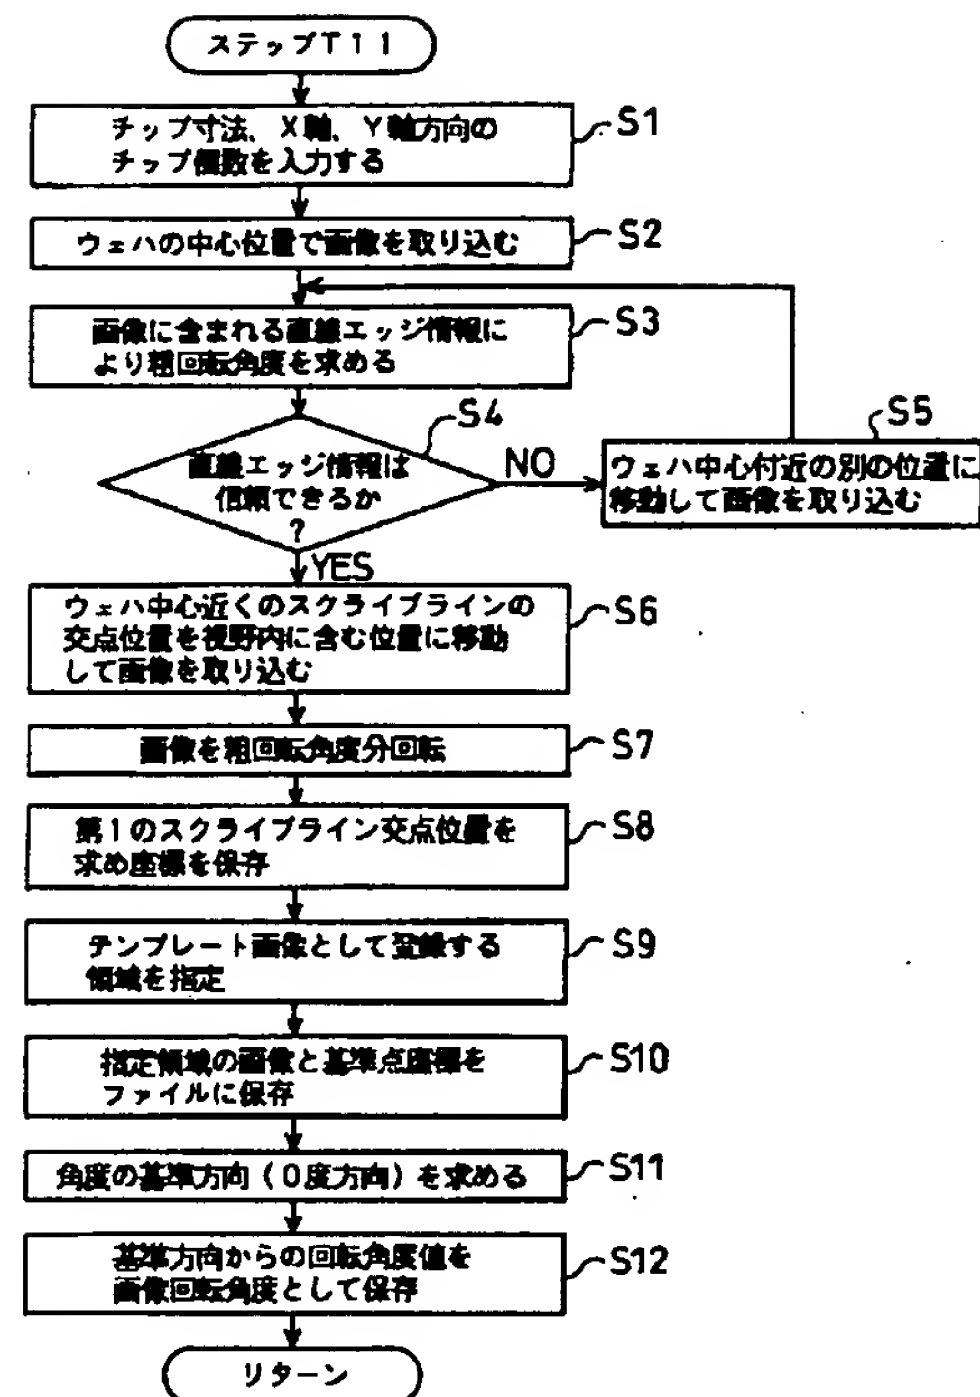 ステップT11
チップ寸法、X軸、Y軸方向の
チップ個数を入力する
S1
ウェハの中心位置で画像を取り込む
S2
画像に含まれる直線エッジ情報に
より粗回転角度を求める
S3
直線エッジ情報は
信頼できるか
?
S4
NO
ウェハ中心付近の別の位置に
移動して画像を取り込む
S5
YES
ウェハ中心近くのスクライブラインの
交点位置を視野内に含む位置に移動
して画像を取り込む
S6
画像を粗回転角度分回転
S7
第1のスクライブライン交点位置を
求め座標を保存
S8
テンプレート画像として登録する
領域を指定
S9
指定領域の画像と基準点座標を
ファイルに保存
S10
角度の基準方向(0度方向)を求める
S11
基準方向からの回転角度値を
画像回転角度として保存
S12
リターン